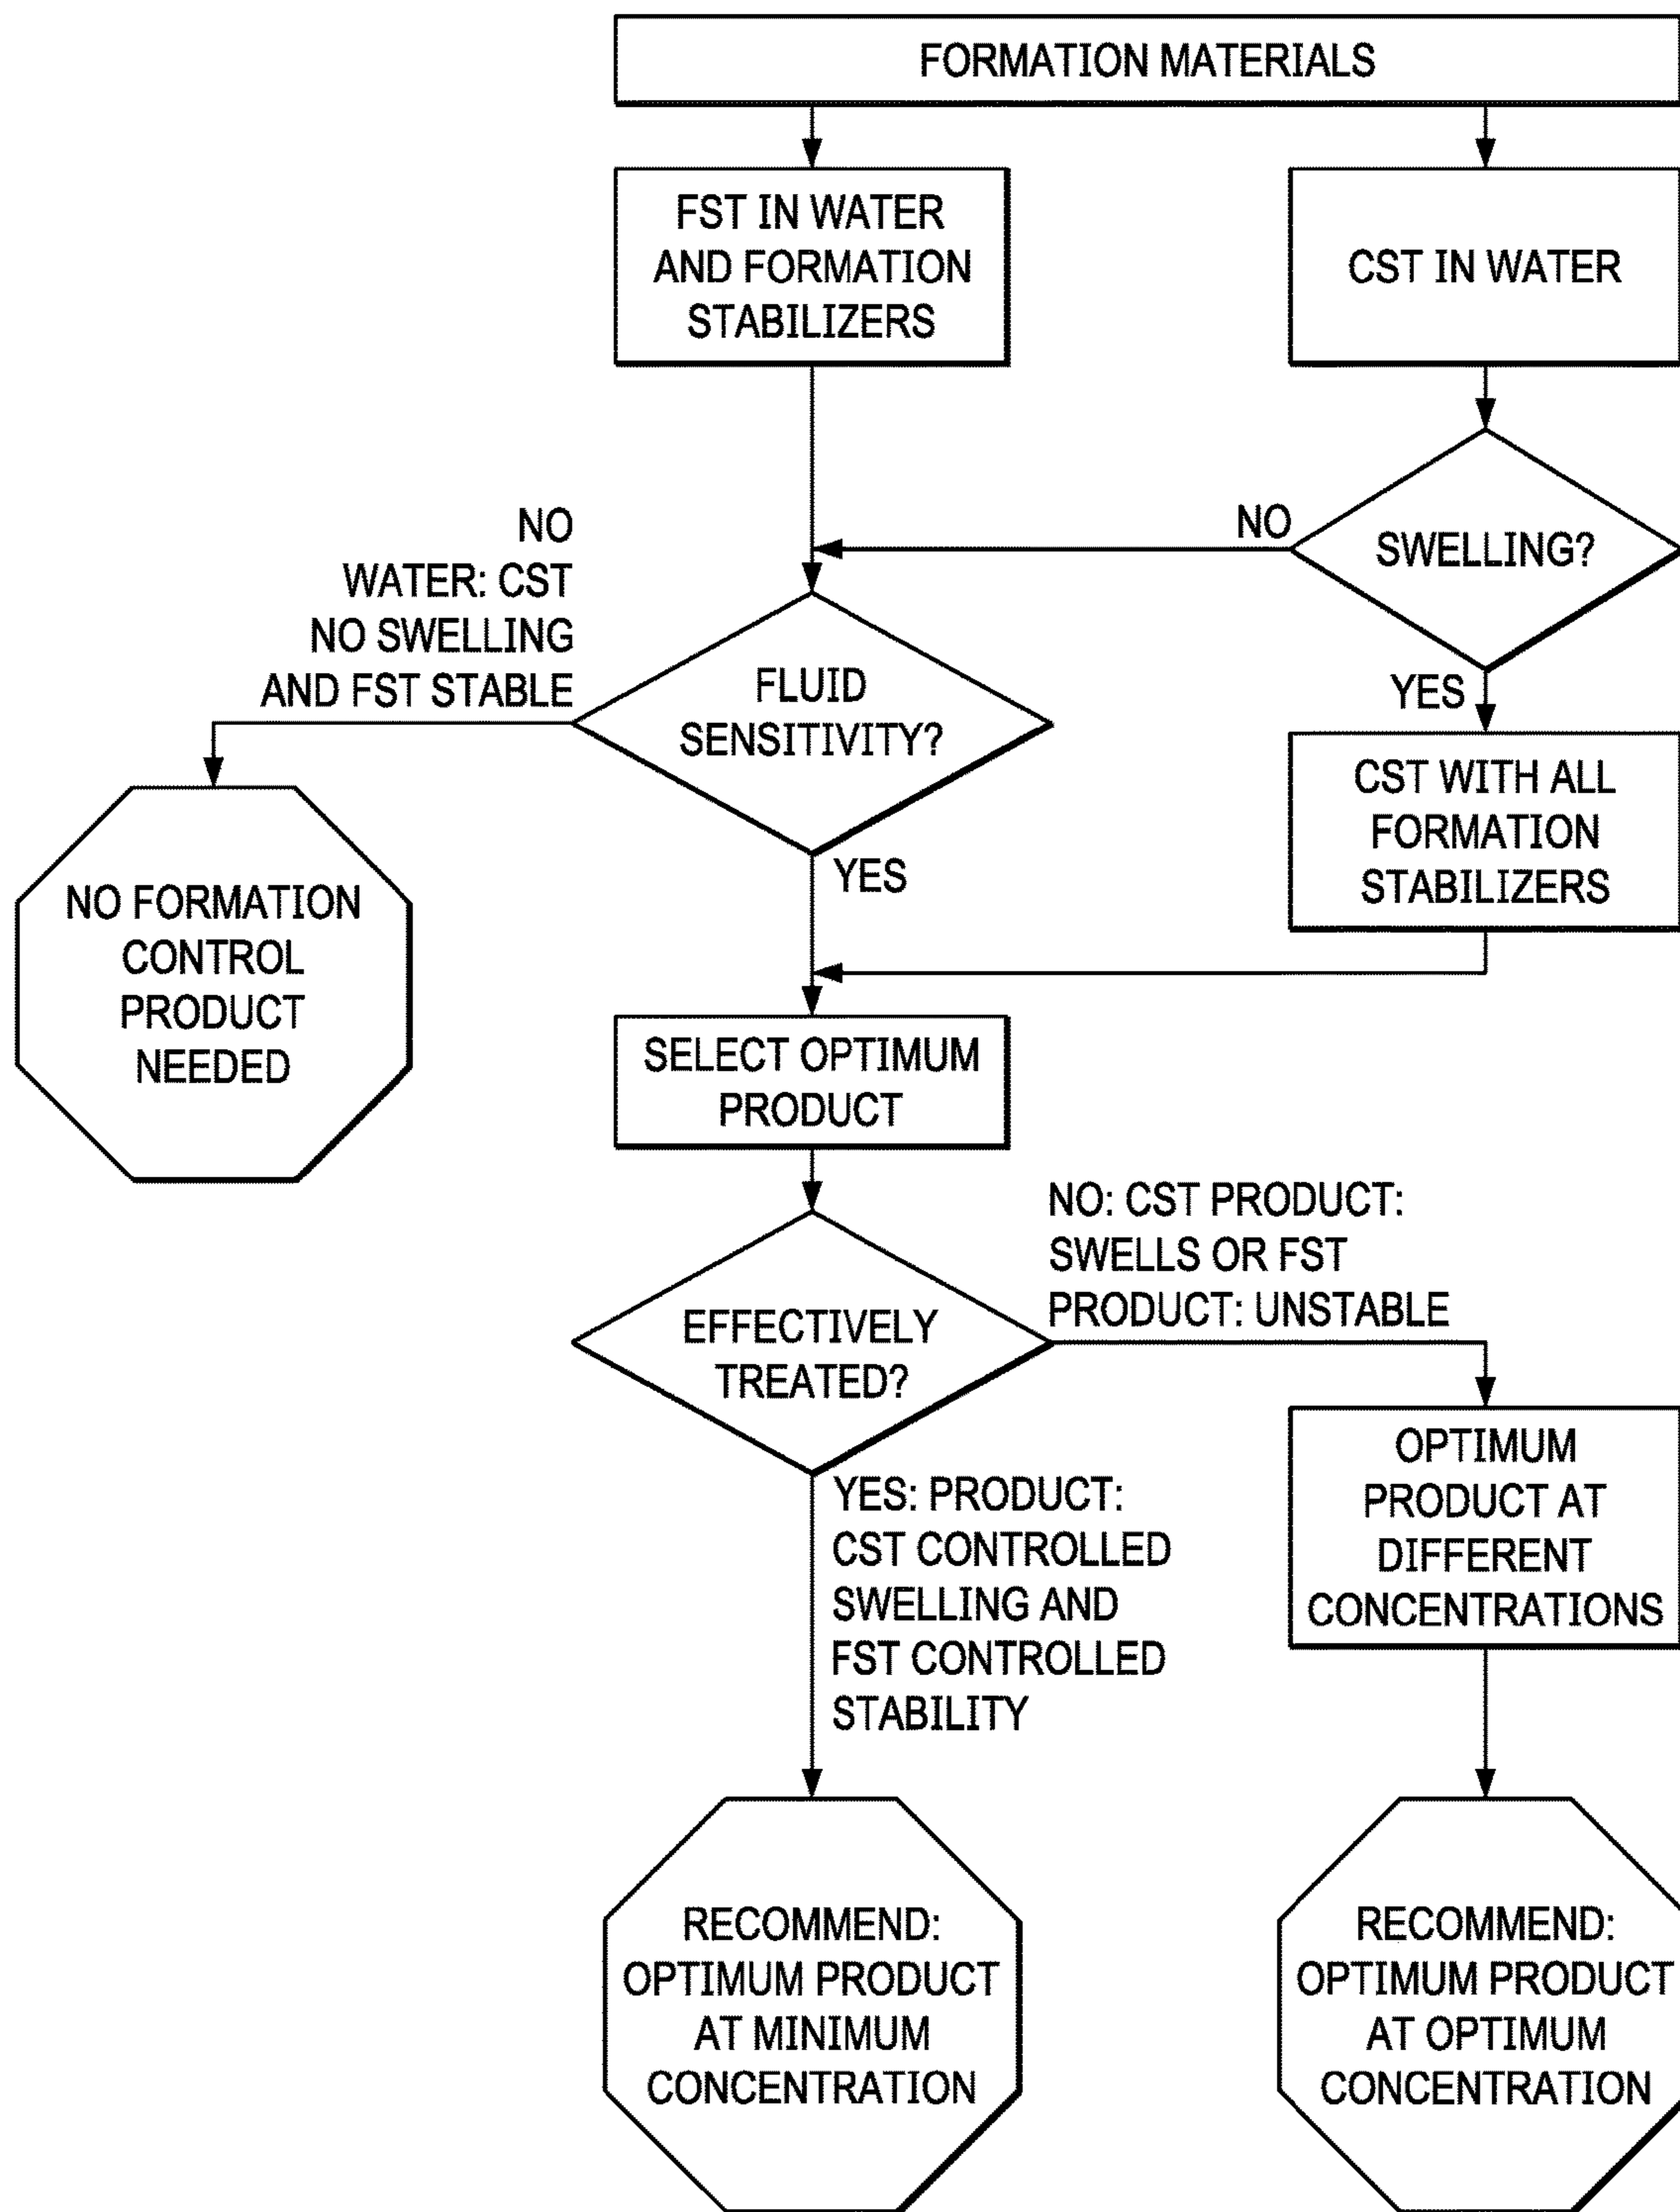 FORMATION MATERIALS
FST IN WATER
AND FORMATION
STABILIZERS
CST IN WATER
SWELLING?
NO
YES
NO
WATER: CST
NO SWELLING
AND FST STABLE
FLUID
SENSITIVITY?
YES
CST WITH ALL
FORMATION
STABILIZERS
NO FORMATION
CONTROL
PRODUCT
NEEDED
SELECT OPTIMUM
PRODUCT
EFFECTIVELY
TREATED?
NO: CST PRODUCT:
SWELLS OR FST
PRODUCT: UNSTABLE
OPTIMUM
PRODUCT AT
DIFFERENT
CONCENTRATIONS
YES: PRODUCT:
CST CONTROLLED
SWELLING AND
FST CONTROLLED
STABILITY
RECOMMEND:
OPTIMUM PRODUCT
AT MINIMUM
CONCENTRATION
RECOMMEND:
OPTIMUM PRODUCT
AT OPTIMUM
CONCENTRATION